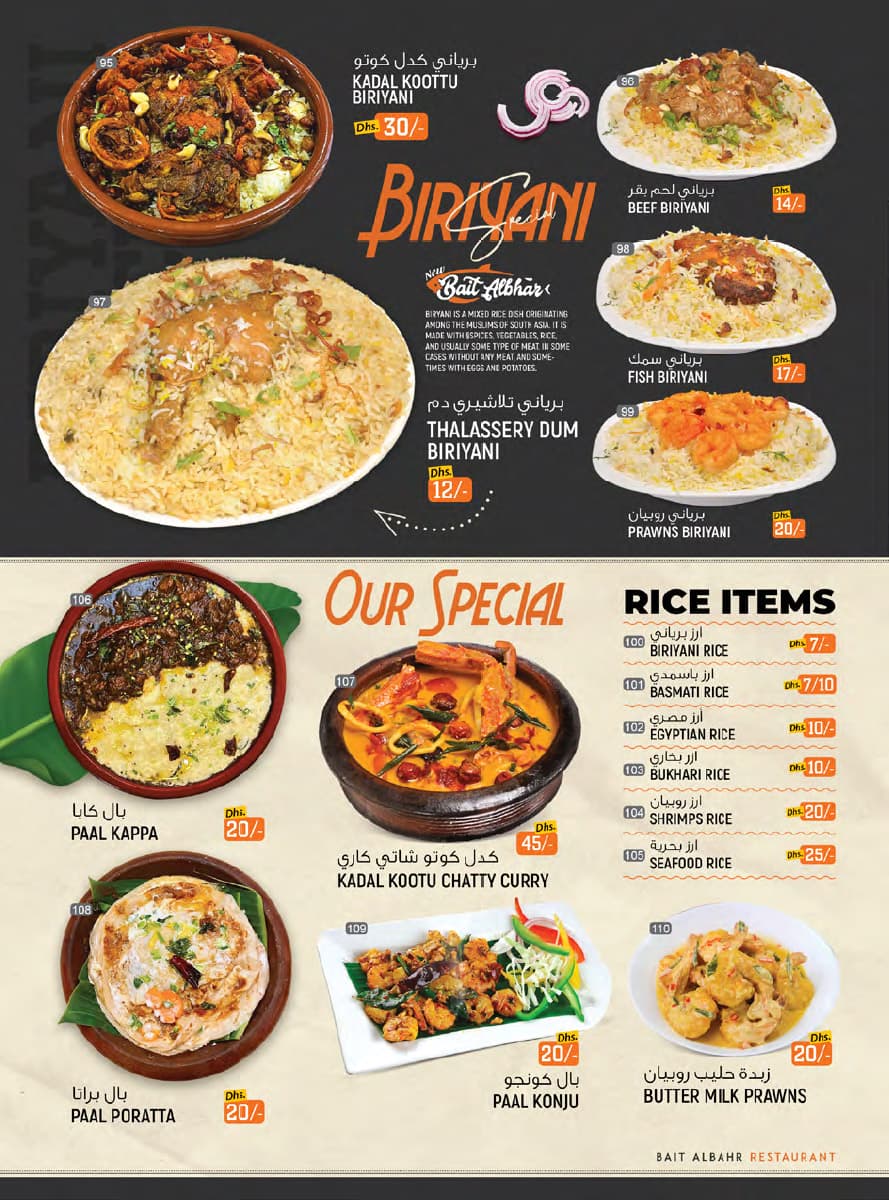 BIRIYANI
95
برياني كدل كوتو
KADAL KOOTTU
BIRIYANI
Dhs. 30/-
96
برياني لحم بقر
BEEF BIRIYANI
Dhs. 14/-
BIRIYANI
Special
New
Bait Albhar
BIRYANI IS A MIXED RICE DISH ORIGINATING
AMONG THE MUSLIMS OF SOUTH ASIA. IT IS
MADE WITH SPICES, VEGETABLES, RICE,
AND USUALLY SOME TYPE OF MEAT, IN SOME
CASES WITHOUT ANY MEAT AND SOME-
TIMES WITH EGGS AND POTATOES.
97
برياني تلاشيري دم
THALASSERY DUM
BIRIYANI
Dhs. 12/-
98
برياني سمك
FISH BIRIYANI
Dhs. 17/-
99
برياني روبيان
PRAWNS BIRIYANI
Dhs. 20/-
OUR SPECIAL
106
بال كابا
PAAL KAPPA
Dhs. 20/-
107
كدل كوتو شاتي كاري
KADAL KOOTU CHATTY CURRY
Dhs. 45/-
RICE ITEMS
100 ارز برياني
BIRIYANI RICE Dhs. 7/-
101 ارز باسمدي
BASMATI RICE Dhs. 7/10
102 أرز مصري
EGYPTIAN RICE Dhs. 10/-
103 ارر بخاري
BUKHARI RICE Dhs. 10/-
104 ارز روبيان
SHRIMPS RICE Dhs. 20/-
105 ارز بحرية
SEAFOOD RICE Dhs. 25/-
108
بال براتا
PAAL PORATTA
Dhs. 20/-
109
Dhs. 20/-
بال كونجو
PAAL KONJU
110
Dhs. 20/-
زبدة حليب روبيان
BUTTER MILK PRAWNS
BAIT ALBAHR RESTAURANT